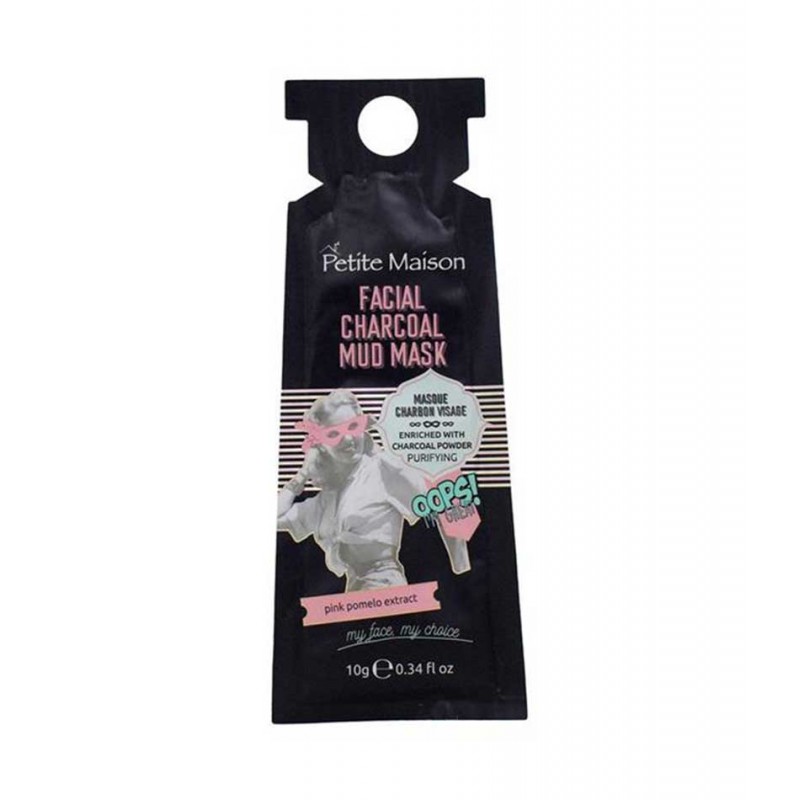 Petite Maison
FACIAL
CHARCOAL
MUD MASK
MASQUE
CHARBON VISAGE
ENRICHED WITH
CHARCOAL POWDER
PURIFYING
OOPS!
pink pomelo extract
my face, my choice
10g e 0.34 fl oz